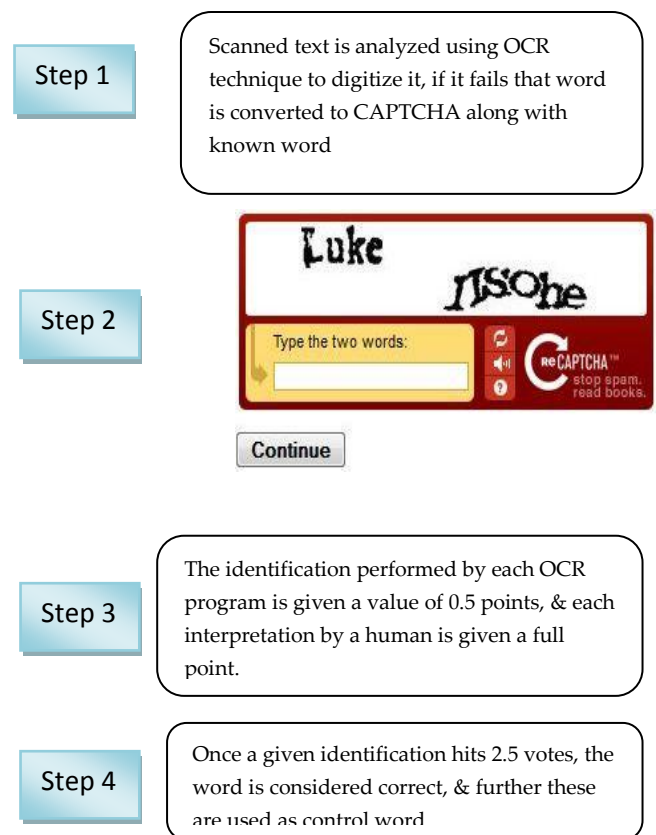 Step 1
Scanned text is analyzed using OCR
technique to digitize it, if it fails that word
is converted to CAPTCHA along with
known word
Step 2
Luke
Type the two words:
reCAPTCHA™
stop spam.
read books.
Continue
Step 3
The identification performed by each OCR
program is given a value of 0.5 points, & each
interpretation by a human is given a full
point.
Step 4
Once a given identification hits 2.5 votes, the
word is considered correct, & further these
are used as control word